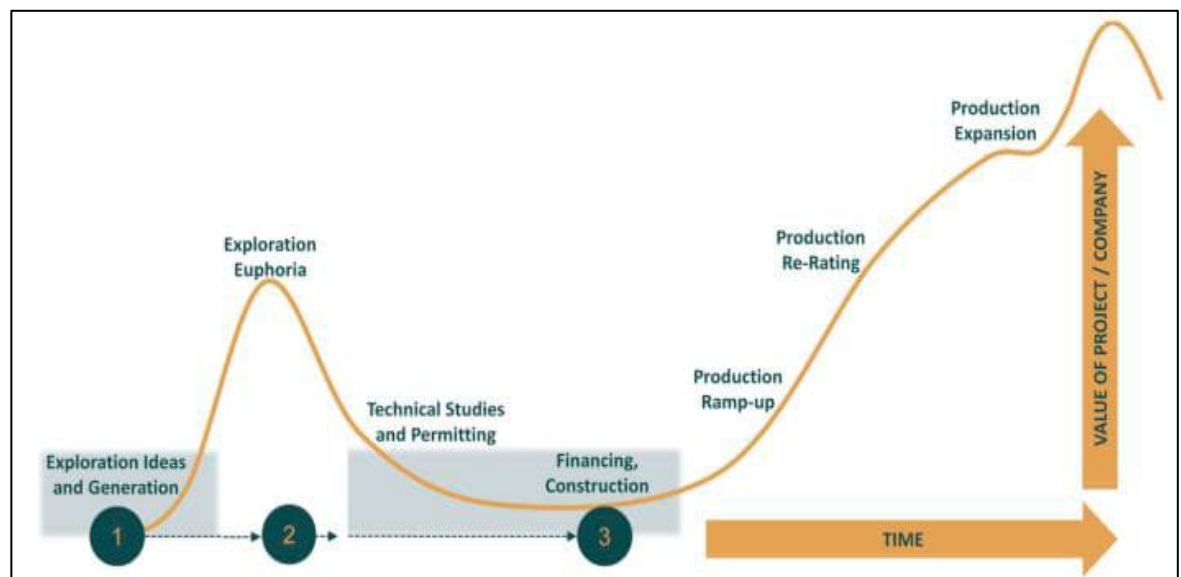 Production
Expansion
Exploration
Euphoria
Production
Re-Rating
Production
Ramp-up
Technical Studies
and Permitting
Exploration Ideas
and Generation
Financing,
Construction
1
2
3
TIME
VALUE OF PROJECT / COMPANY